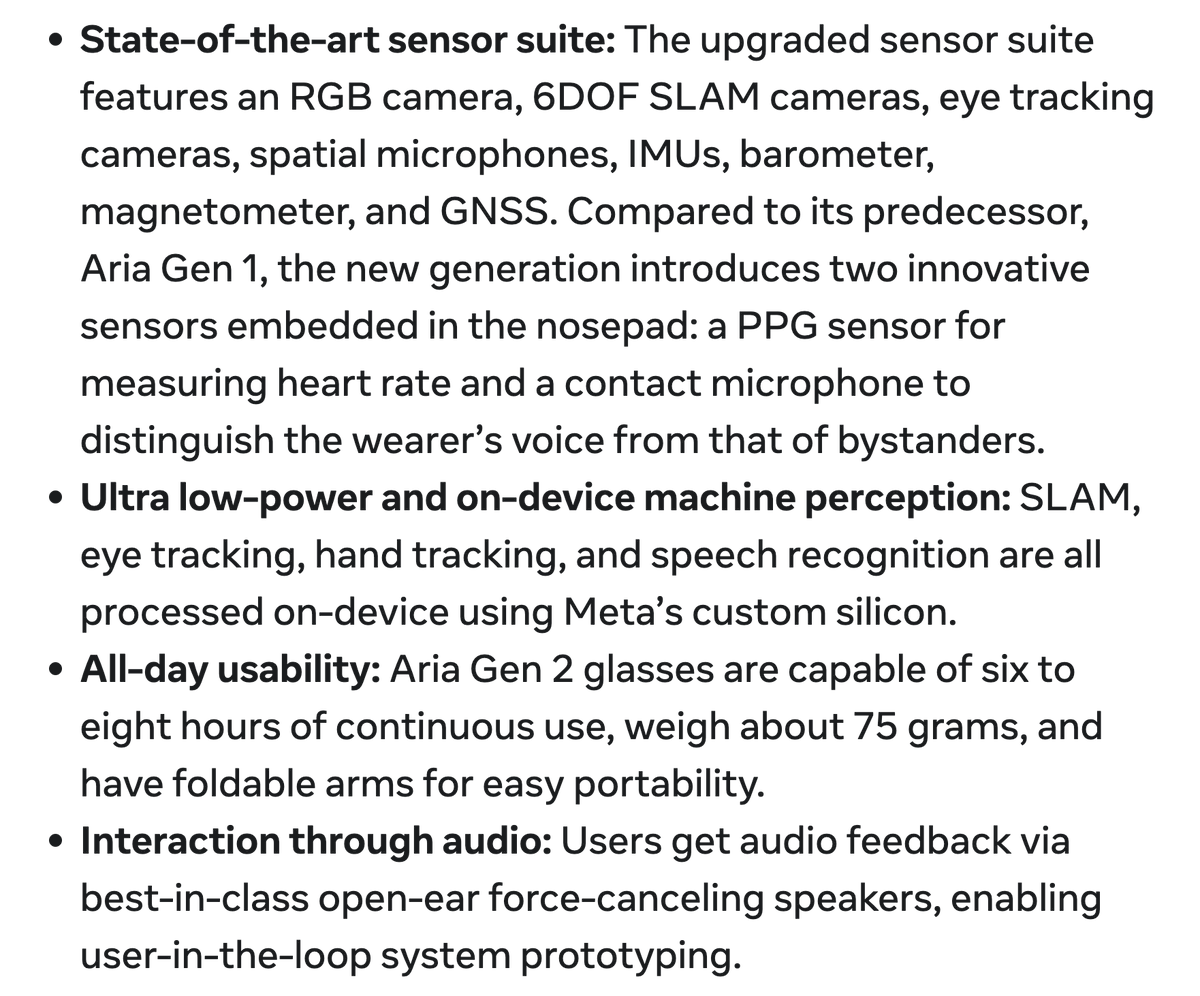 • State-of-the-art sensor suite: The upgraded sensor suite
features an RGB camera, 6DOF SLAM cameras, eye tracking
cameras, spatial microphones, IMUs, barometer,
magnetometer, and GNSS. Compared to its predecessor,
Aria Gen 1, the new generation introduces two innovative
sensors embedded in the nosepad: a PPG sensor for
measuring heart rate and a contact microphone to
distinguish the wearer’s voice from that of bystanders.
• Ultra low-power and on-device machine perception: SLAM,
eye tracking, hand tracking, and speech recognition are all
processed on-device using Meta’s custom silicon.
• All-day usability: Aria Gen 2 glasses are capable of six to
eight hours of continuous use, weigh about 75 grams, and
have foldable arms for easy portability.
• Interaction through audio: Users get audio feedback via
best-in-class open-ear force-canceling speakers, enabling
user-in-the-loop system prototyping.